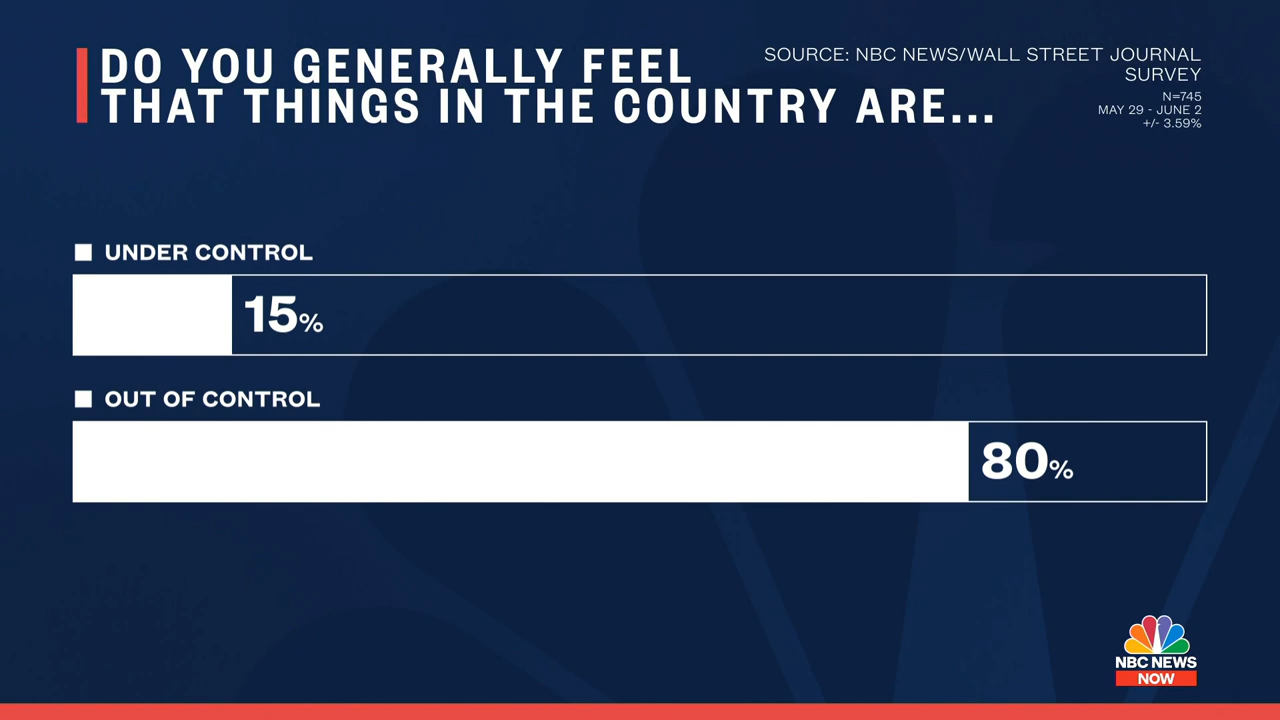 DO YOU GENERALLY FEEL
THAT THINGS IN THE COUNTRY ARE...
SOURCE: NBC NEWS/WALL STREET JOURNAL
SURVEY
N=745
MAY 29 - JUNE 2
+/- 3.59%
UNDER CONTROL
15%
OUT OF CONTROL
80%
NBC NEWS
NOW